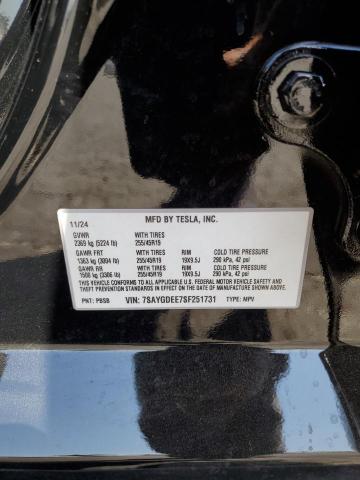 MFD BY TESLA, INC.
11/24
GVWR WITH TIRES
2369 kg (5224 lb) 255/45R19
GAWR FRT WITH TIRES RIM COLD TIRE PRESSURE
1363 kg (3004 lb) 255/45R19 19X9.5J 290 kPa, 42 psi
GAWR RR WITH TIRES RIM COLD TIRE PRESSURE
1500 kg (3306 lb) 255/45R19 19X9.5J 290 kPa, 42 psi
THIS VEHICLE CONFORMS TO ALL APPLICABLE U.S. FEDERAL MOTOR VEHICLE
SAFETY, BUMPER, AND THEFT PREVENTION STANDARDS IN EFFECT
ON THE DATE OF MANUFACTURE SHOWN ABOVE.
PNT: PBSB VIN: 7SAYGDEE7SF251731 TYPE: MPV